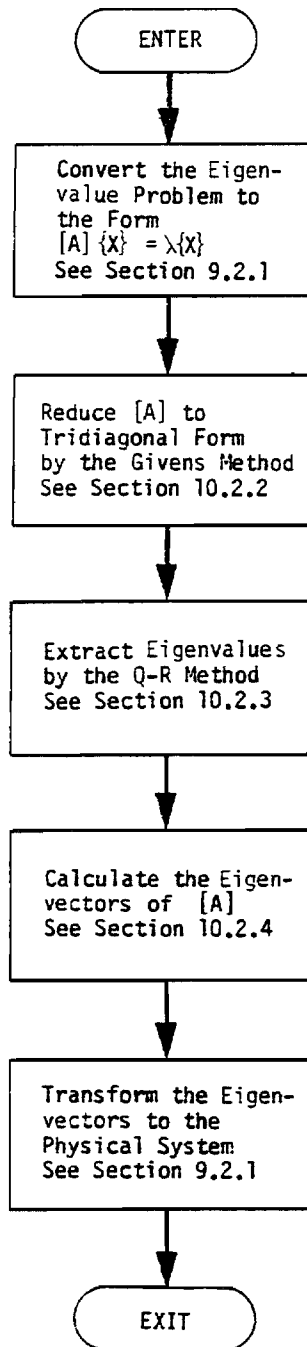 ENTER
Convert the Eigen-
value Problem to
the Form
[A] {X} = λ{X}
See Section 9.2.1
Reduce [A] to
Tridiagonal Form
by the Givens Method
See Section 10.2.2
Extract Eigenvalues
by the Q-R Method
See Section 10.2.3
Calculate the Eigen-
vectors of [A]
See Section 10.2.4
Transform the Eigen-
vectors to the
Physical System
See Section 9.2.1
EXIT